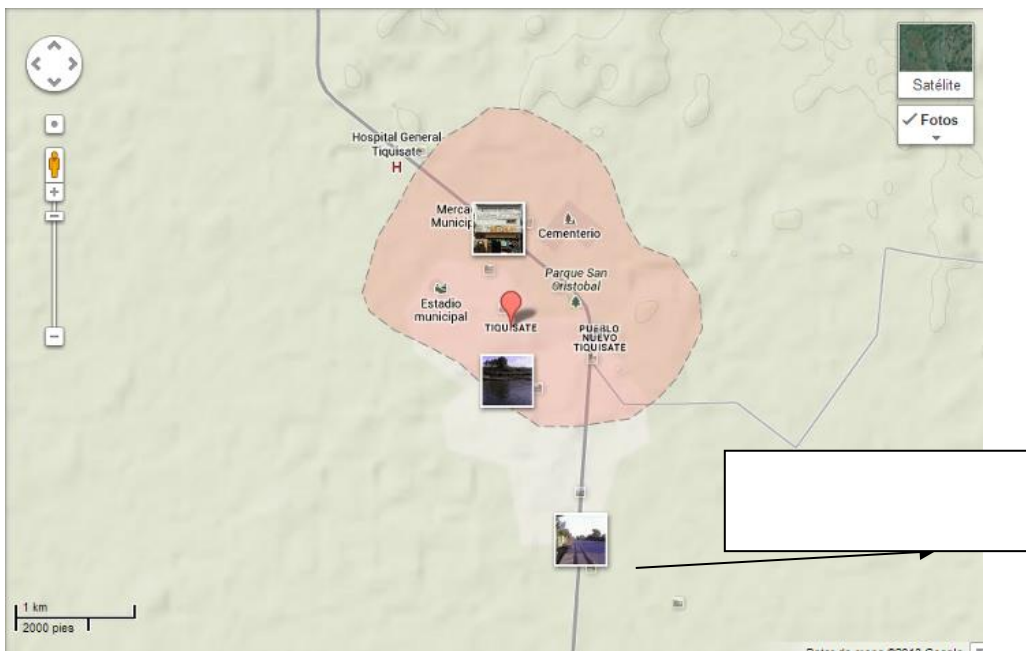 Satélite
Fotos
Hospital General
Tiquisate
H
Cementerio
Parque San
Cristobal
Estadio
municipal
TIQUISATE
PUEBLO
NUEVO
TIQUISATE
1 km
2000 pies